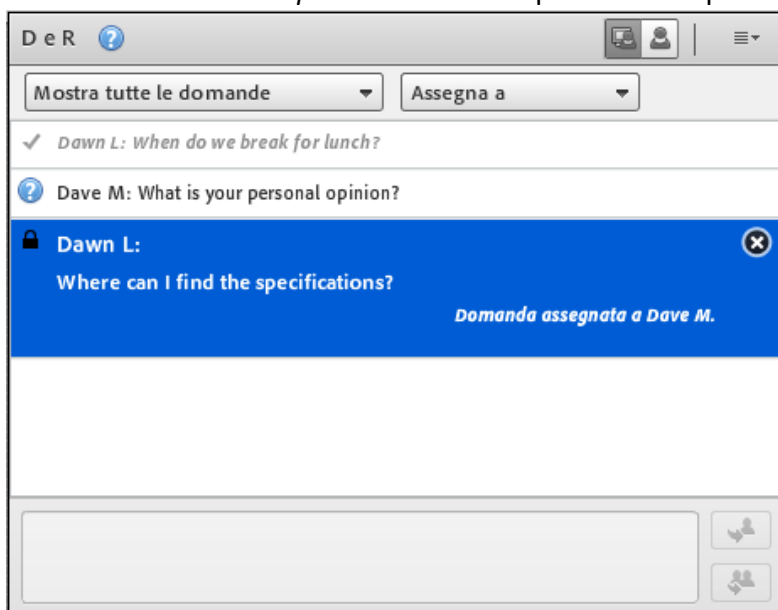 D e R
Mostra tutte le domande
Assegna a
Dawn L: When do we break for lunch?
Dave M: What is your personal opinion?
Dawn L:
Where can I find the specifications?
Domanda assegnata a Dave M.